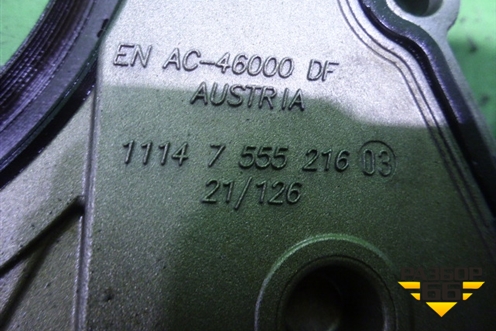 EN AC-46000 DF
AUSTRIA
1114 7 555 216 03
21/126